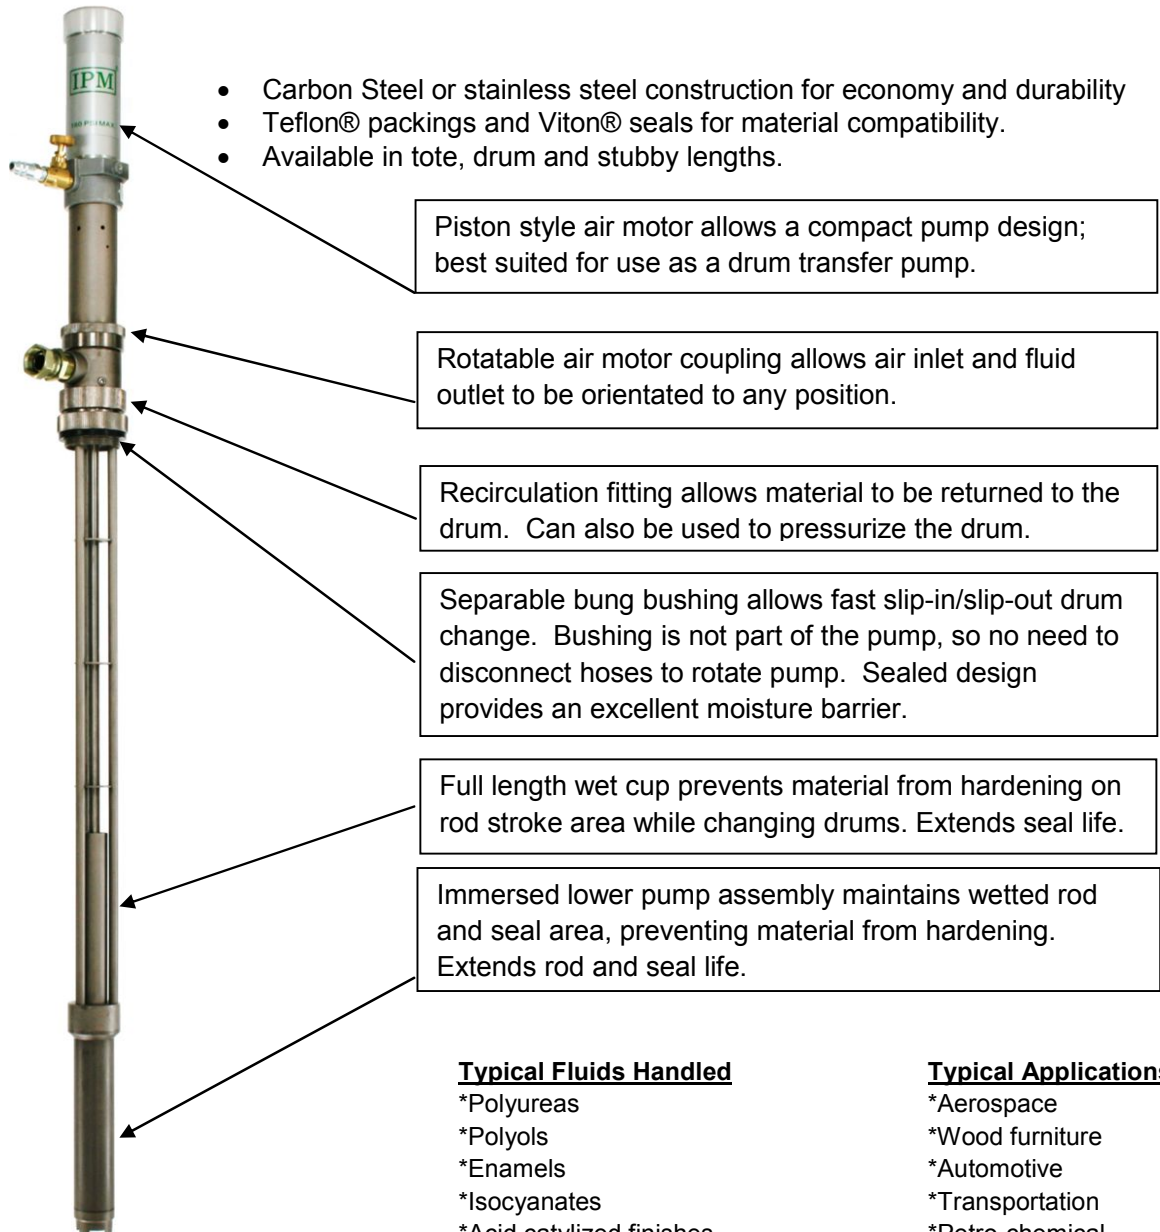 IPM
• Carbon Steel or stainless steel construction for economy and durability
• Teflon® packings and Viton® seals for material compatibility.
• Available in tote, drum and stubby lengths.
Piston style air motor allows a compact pump design;
best suited for use as a drum transfer pump.
Rotatable air motor coupling allows air inlet and fluid
outlet to be orientated to any position.
Recirculation fitting allows material to be returned to the
drum.  Can also be used to pressurize the drum.
Separable bung bushing allows fast slip-in/slip-out drum
change.  Bushing is not part of the pump, so no need to
disconnect hoses to rotate pump.  Sealed design
provides an excellent moisture barrier.
Full length wet cup prevents material from hardening on
rod stroke area while changing drums. Extends seal life.
Immersed lower pump assembly maintains wetted rod
and seal area, preventing material from hardening.
Extends rod and seal life.
Typical Fluids Handled
*Polyureas
*Polyols
*Enamels
*Isocyanates
*Acid catylized finishes
Typical Applications
*Aerospace
*Wood furniture
*Automotive
*Transportation
*Petro-chemical